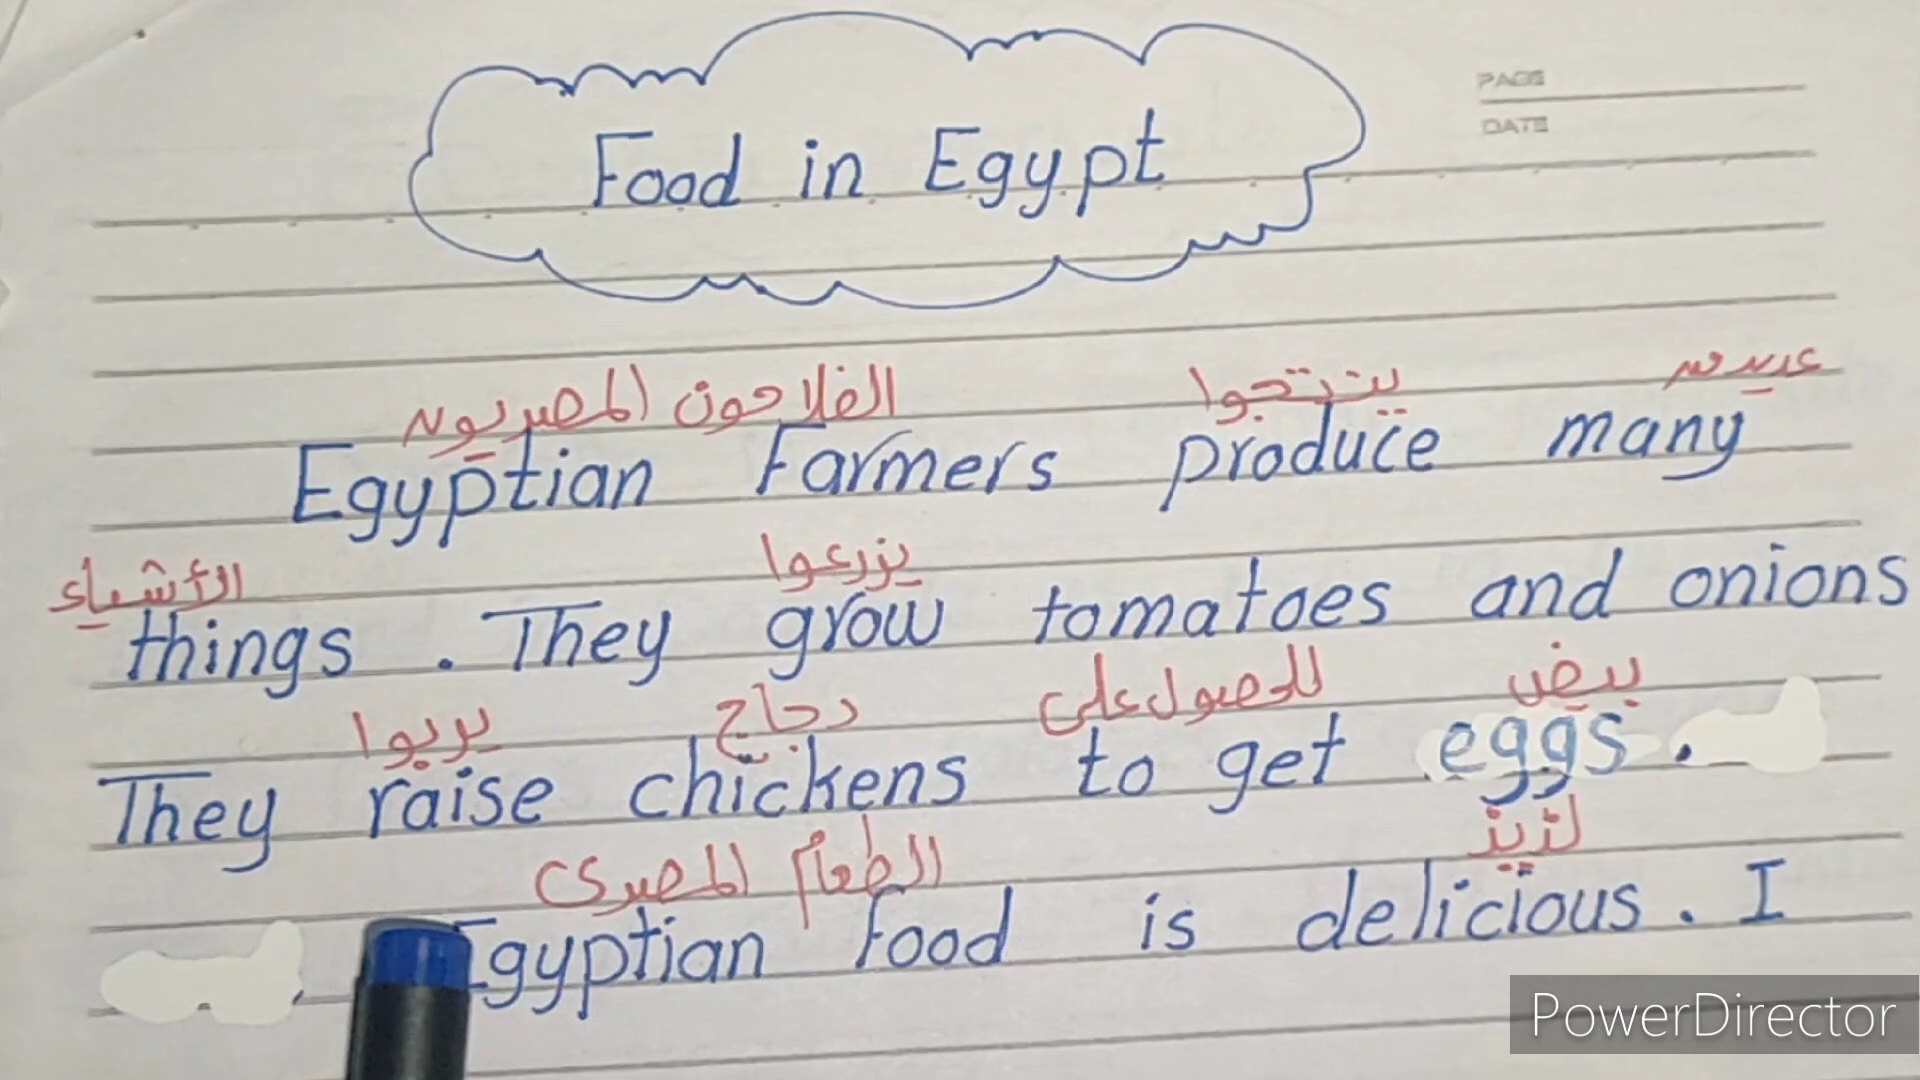 PAGE
DATE
Food in Egypt
الفلاحون المصريون ينتجوا عديد من
Egyptian Farmers produce many
الأشياء يزرعوا
things . They grow tomatoes and onions
يربوا دجاج للحصول على بيض
They raise chickens to get eggs .
الطعام المصرى لذيذ
Egyptian Food is delicious . I
PowerDirector